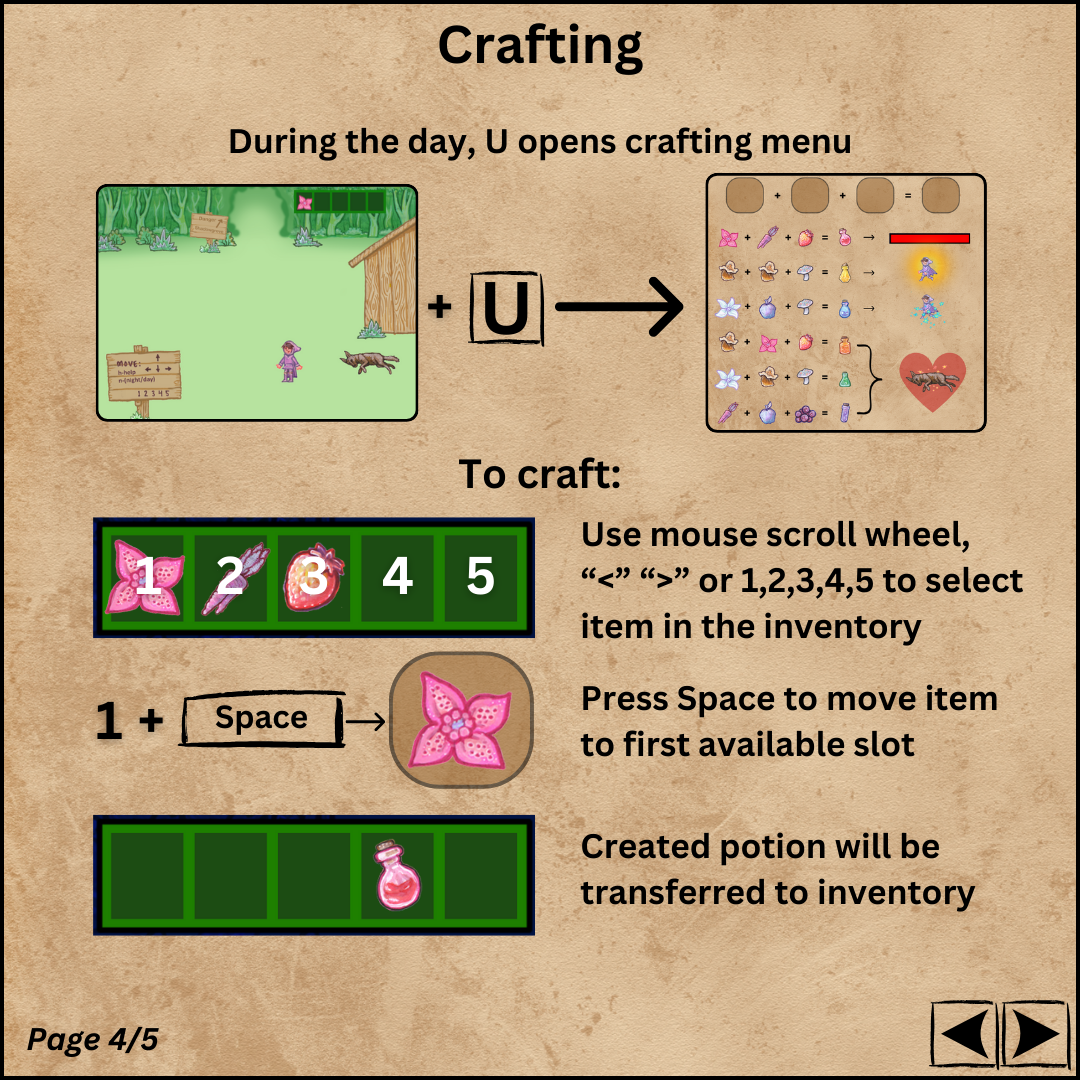 Crafting
During the day, U opens crafting menu
MOVE:
h-help
n-(night/day)
1 2 3 4 5
+ U
+ + =
+ + =
+ + =
+ + =
+ + =
+ + =
+ + =
To craft:
1 2 3 4 5
Use mouse scroll wheel,
“<” “>” or 1,2,3,4,5 to select
item in the inventory
1 + Space
Press Space to move item
to first available slot
Created potion will be
transferred to inventory
Page 4/5